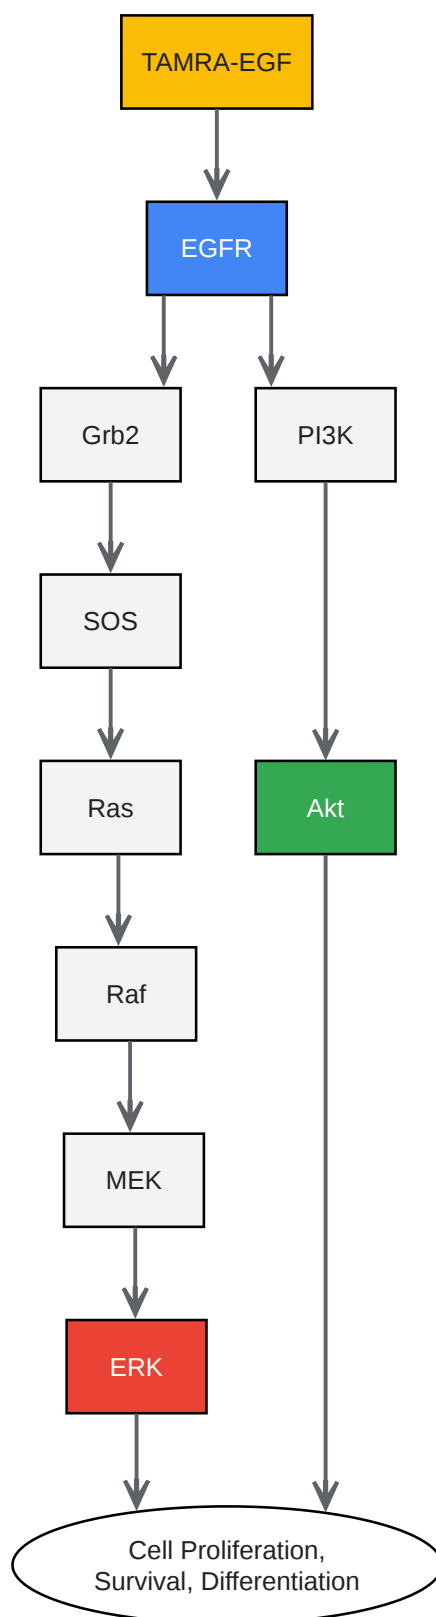 TAMRA-EGF
EGFR
Grb2
PI3K
SOS
Ras
Akt
Raf
MEK
ERK
Cell Proliferation,
Survival, Differentiation